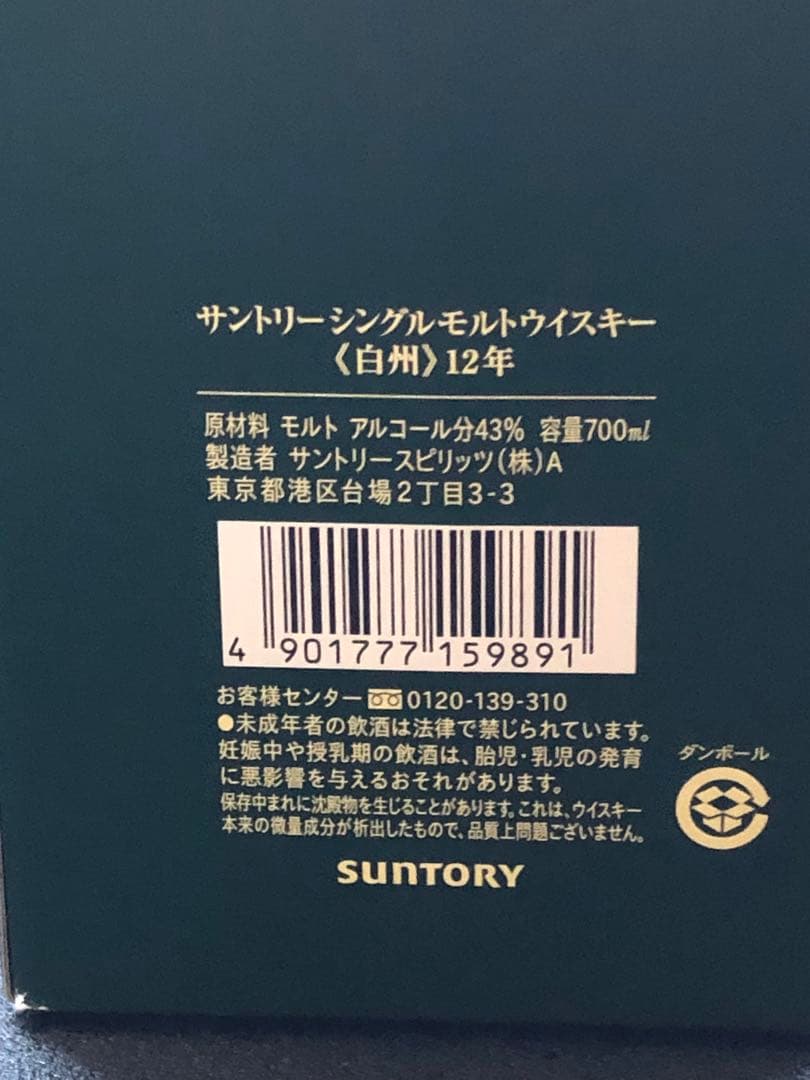 サントリーシングルモルトウイスキー
《白州》12年
原材料 モルト アルコール分43% 容量700ml
製造者 サントリースピリッツ(株)A
東京都港区台場2丁目3-3
4 901777 159891
お客様センター 0120-139-310
●未成年者の飲酒は法律で禁じられています。
妊娠中や授乳期の飲酒は、胎児・乳児の発育
に悪影響を与えるおそれがあります。
保存中まれに沈殿物を生じることがあります。これは、ウイスキー
本来の微量成分が析出したもので、品質上問題ございません。
ダンボール
SUNTORY